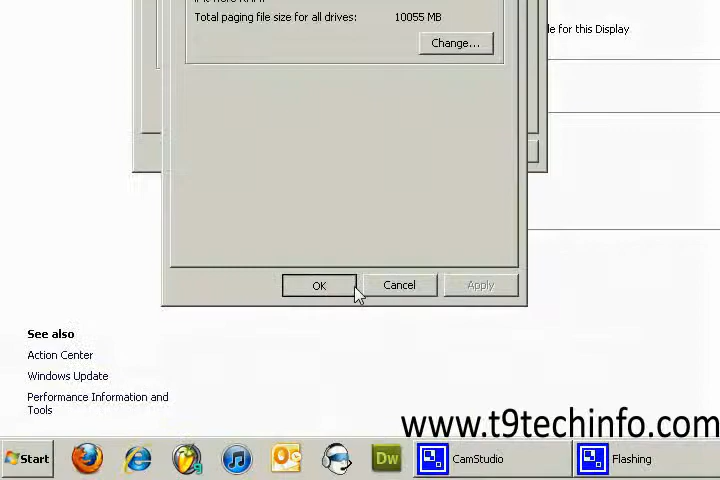 Total paging file size for all drives: 10055 MB
Change...
le for this Display
OK
Cancel
Apply
See also
Action Center
Windows Update
Performance Information and
Tools
www.t9techinfo.com
Start
Dw
CamStudio
Flashing